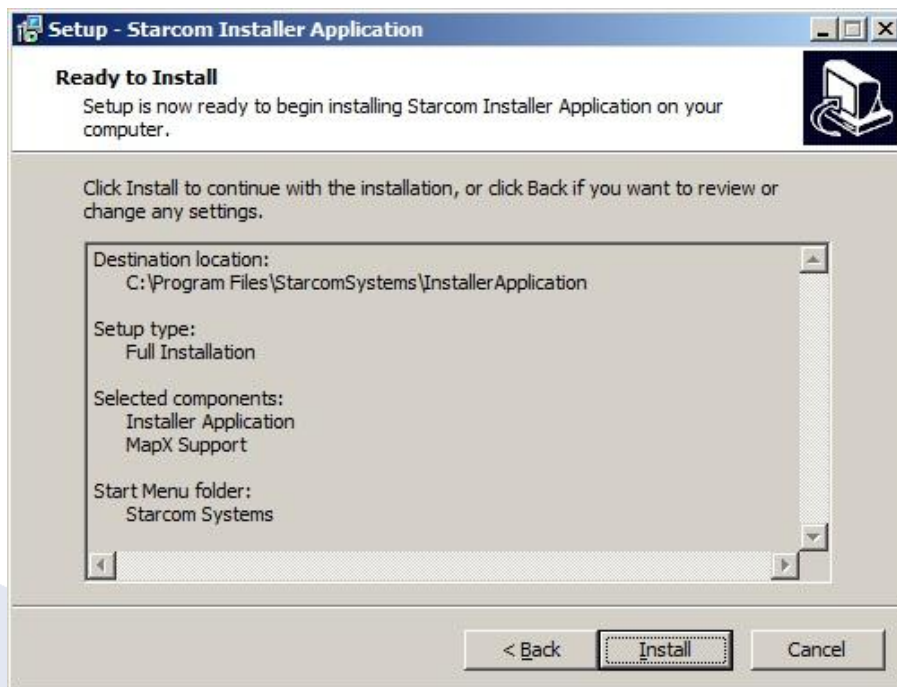 Setup - Starcom Installer Application
Ready to Install
Setup is now ready to begin installing Starcom Installer Application on your
computer.
Click Install to continue with the installation, or click Back if you want to review or
change any settings.
Destination location:
C:\Program Files\StarcomSystems\InstallerApplication
Setup type:
Full Installation
Selected components:
Installer Application
MapX Support
Start Menu folder:
Starcom Systems
< Back
Install
Cancel